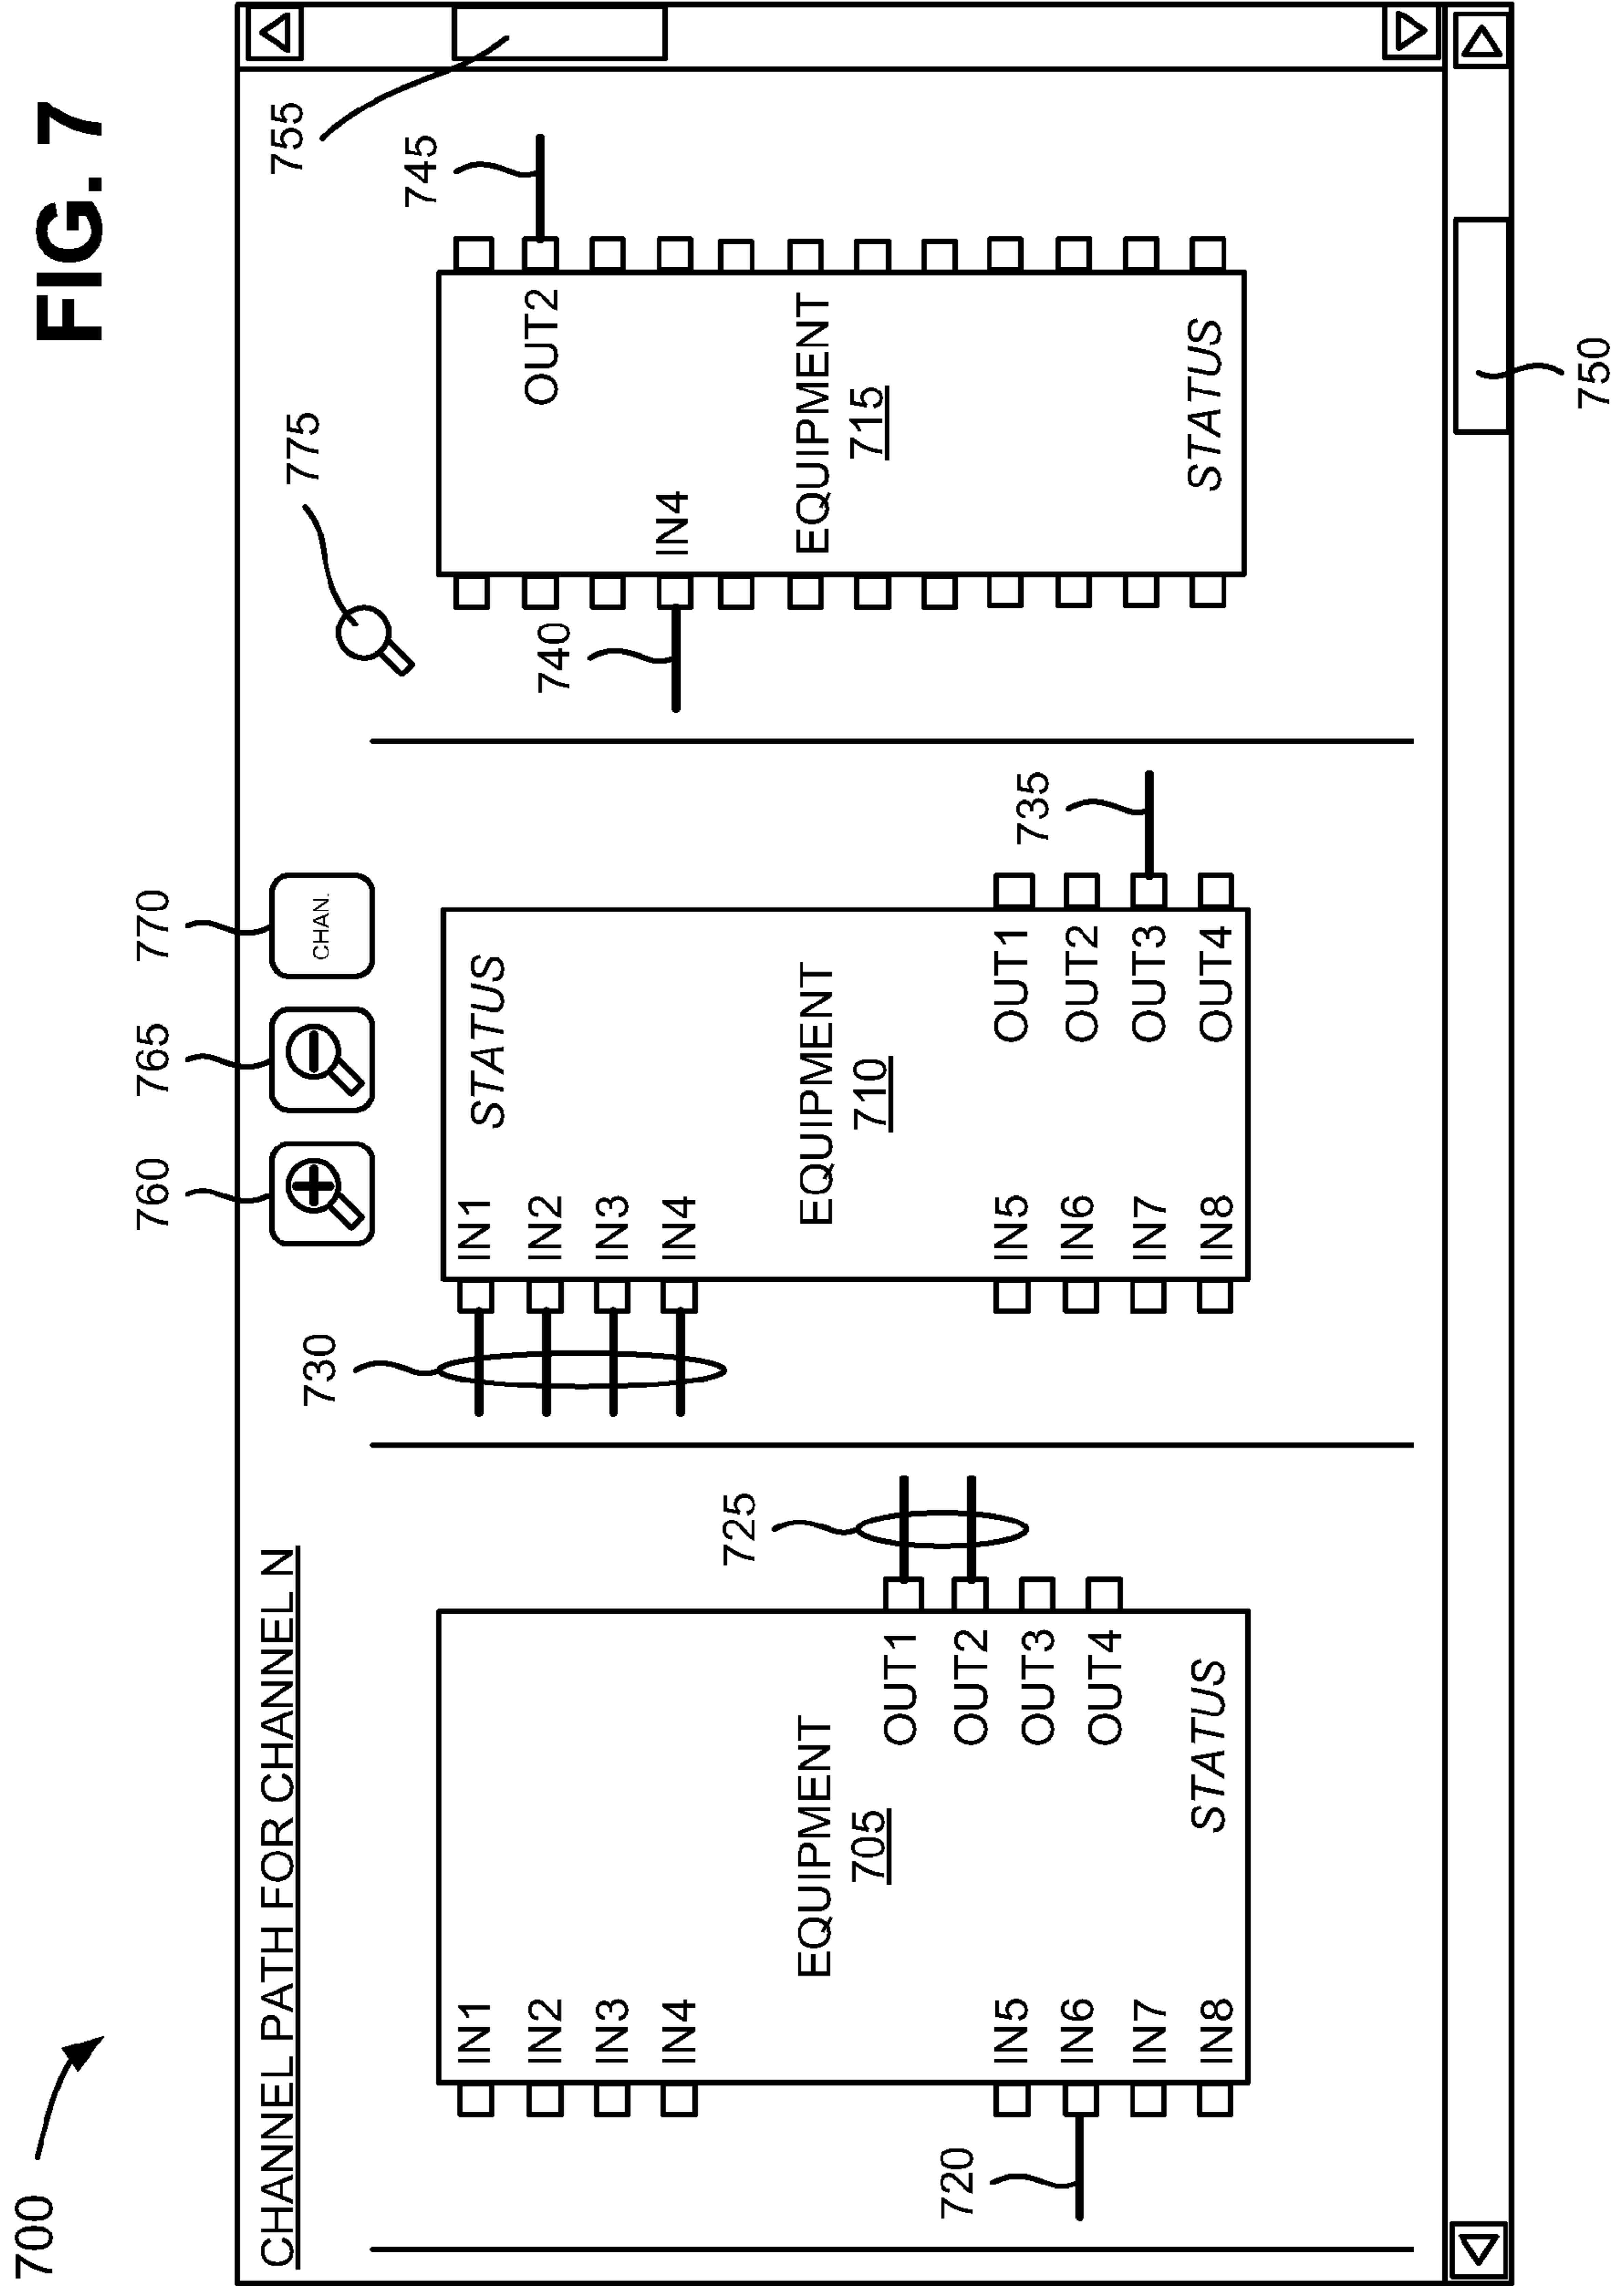 FIG. 7
700
CHANNEL PATH FOR CHANNEL N
760
765
770
CHAN.
775
755
720
IN1
IN2
IN3
IN4
IN5
IN6
IN7
IN8
EQUIPMENT
705
OUT1
OUT2
OUT3
OUT4
STATUS
725
730
IN1
IN2
IN3
IN4
STATUS
EQUIPMENT
710
IN5
IN6
IN7
IN8
OUT1
OUT2
OUT3
OUT4
735
740
IN4
OUT2
745
EQUIPMENT
715
STATUS
750